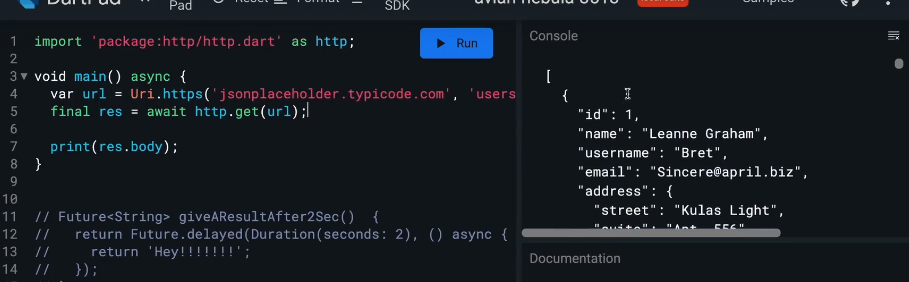 DartPad
Pad
Reset
Format
SDK
Samples
1 import 'package:http/http.dart' as http;
2
3 void main() async {
4 var url = Uri.https('jsonplaceholder.typicode.com', 'users
5 final res = await http.get(url);
6
7 print(res.body);
8 }
9
10
11 // Future<String> giveAResultAfter2Sec()  {
12 //   return Future.delayed(Duration(seconds: 2), () async {
13 //     return 'Hey!!!!!!!';
14 //   });
Run
Console
[
{
"id": 1,
"name": "Leanne Graham",
"username": "Bret",
"email": "Sincere@april.biz",
"address": {
"street": "Kulas Light",
"suite": "Apt. 556"
Documentation